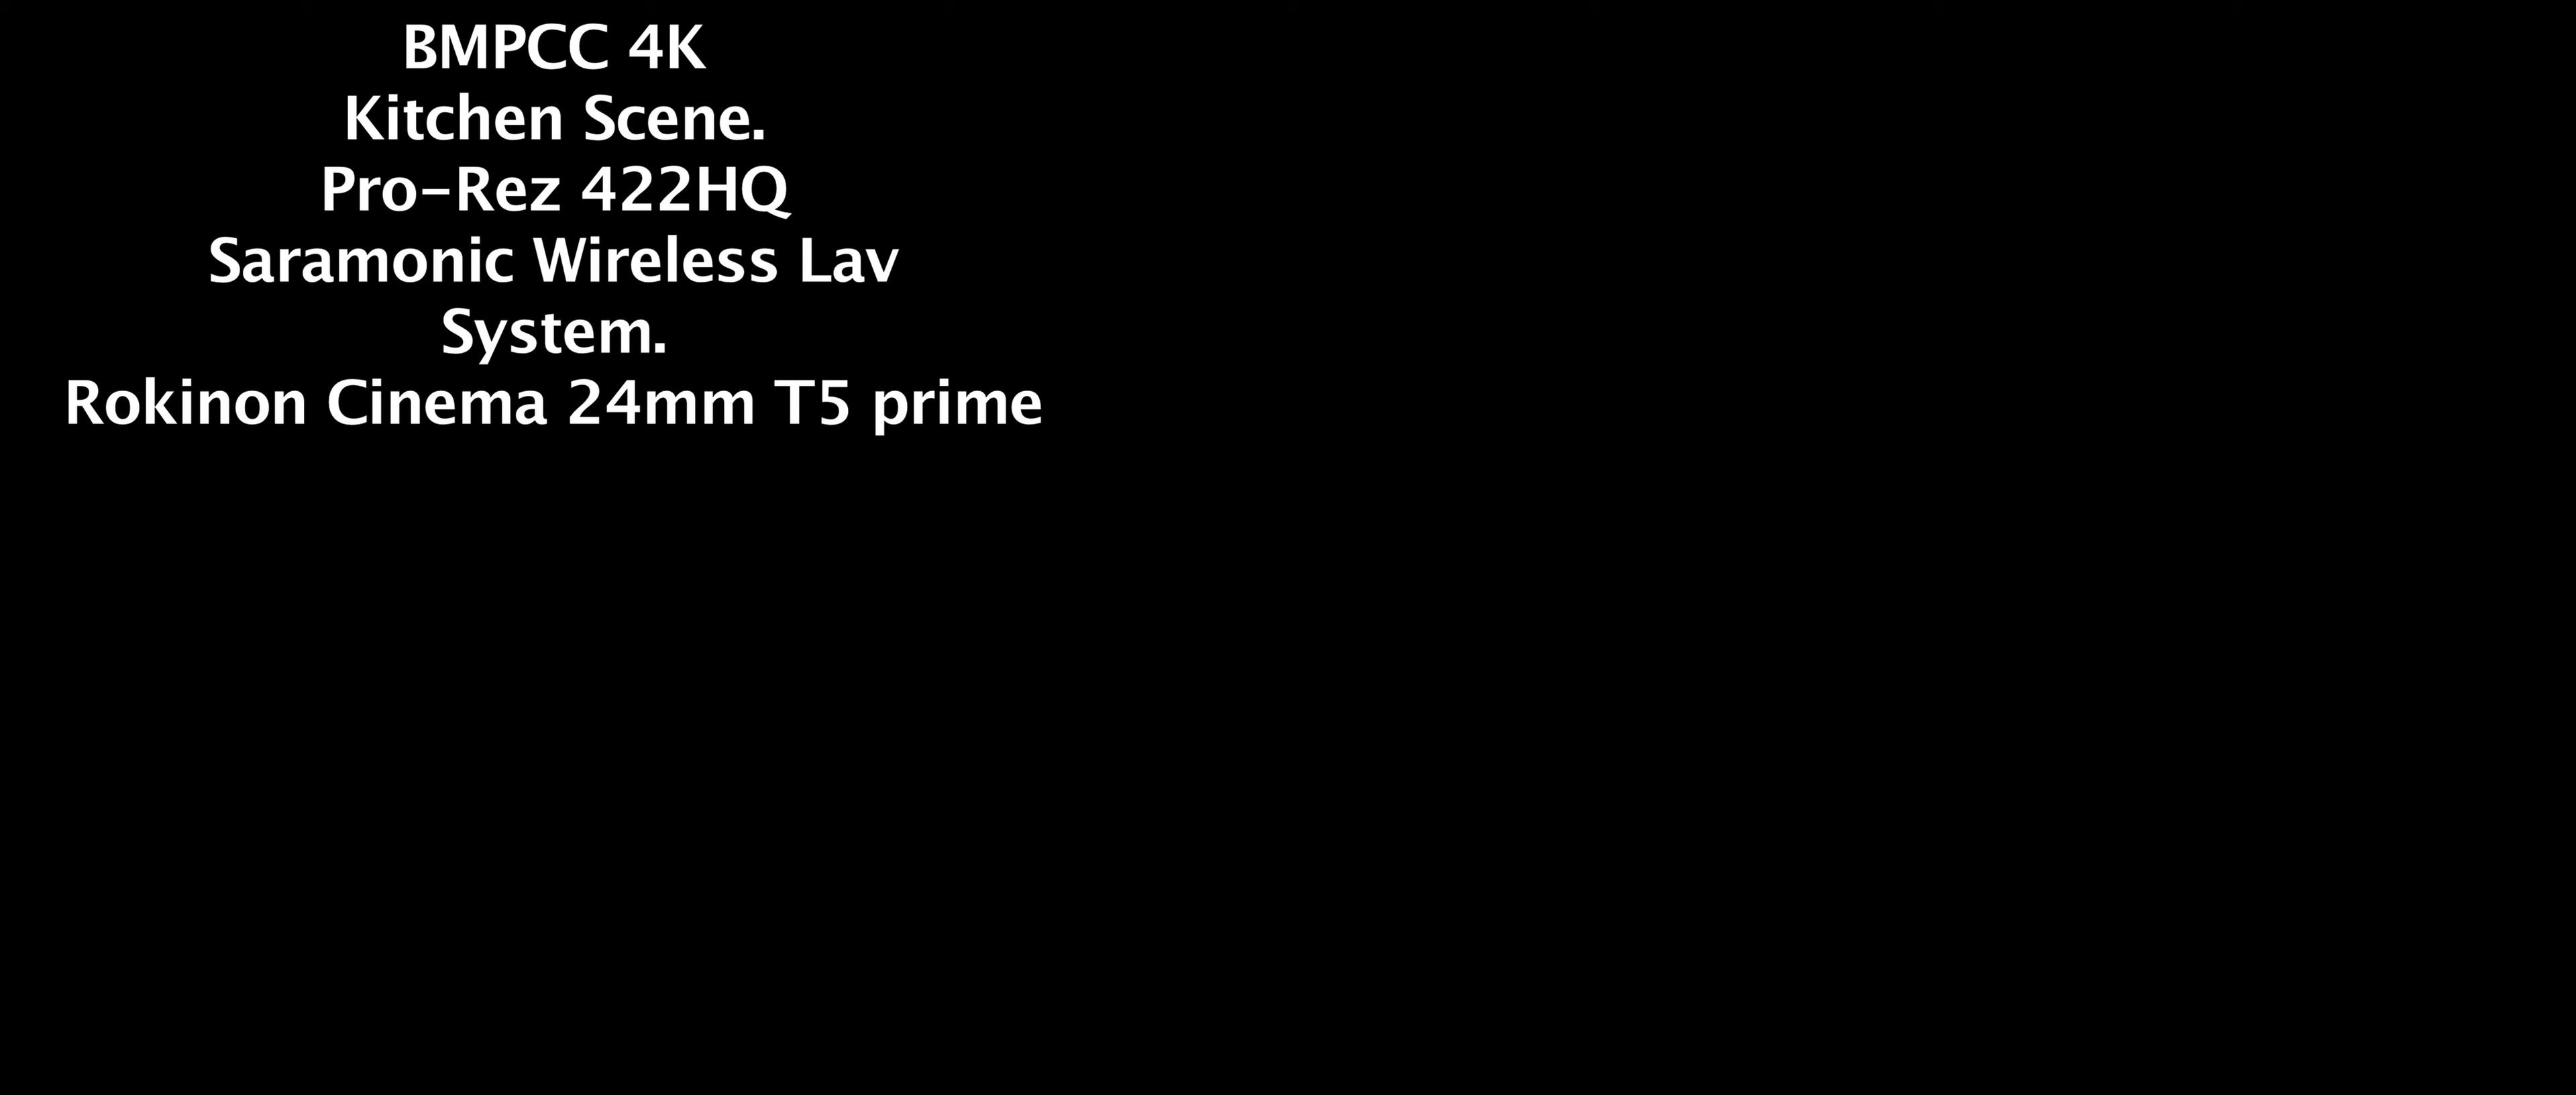 BMPCC 4K
Kitchen Scene.
Pro-Rez 422HQ
Saramonic Wireless Lav
System.
Rokinon Cinema 24mm T5 prime